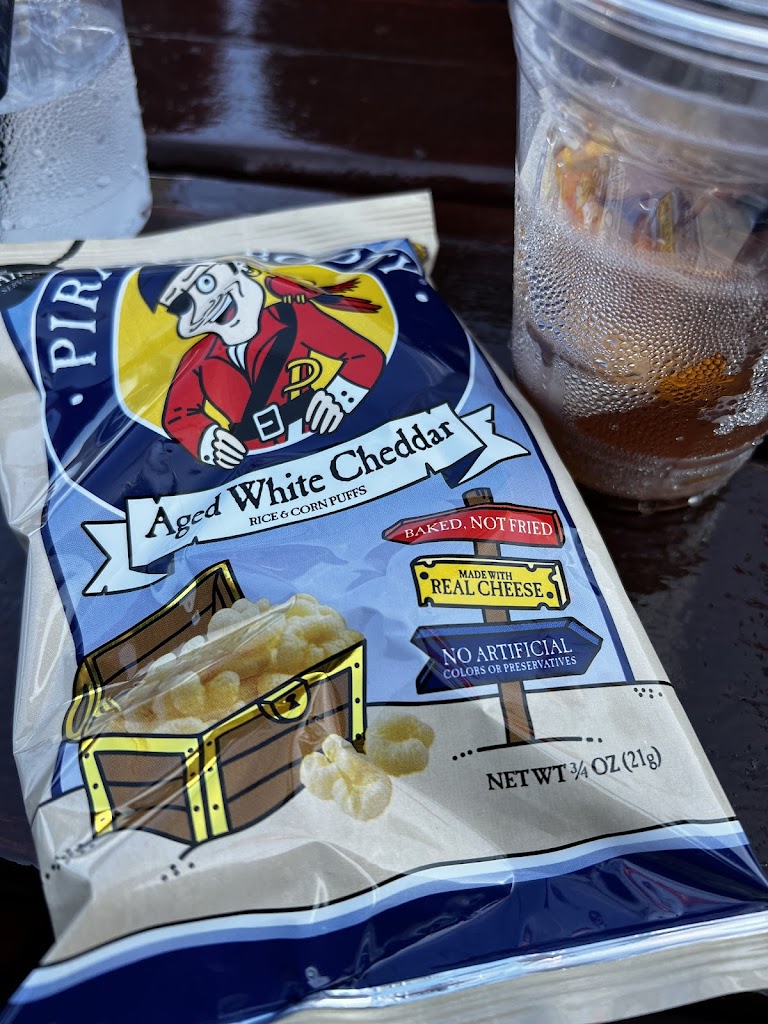 PIRA
Aged White Cheddar
RICE & CORN PUFFS
BAKED, NOT FRIED
MADE WITH
REAL CHEESE
NO ARTIFICIAL
COLORS OR PRESERVATIVES
NET WT ¾ OZ (21g)